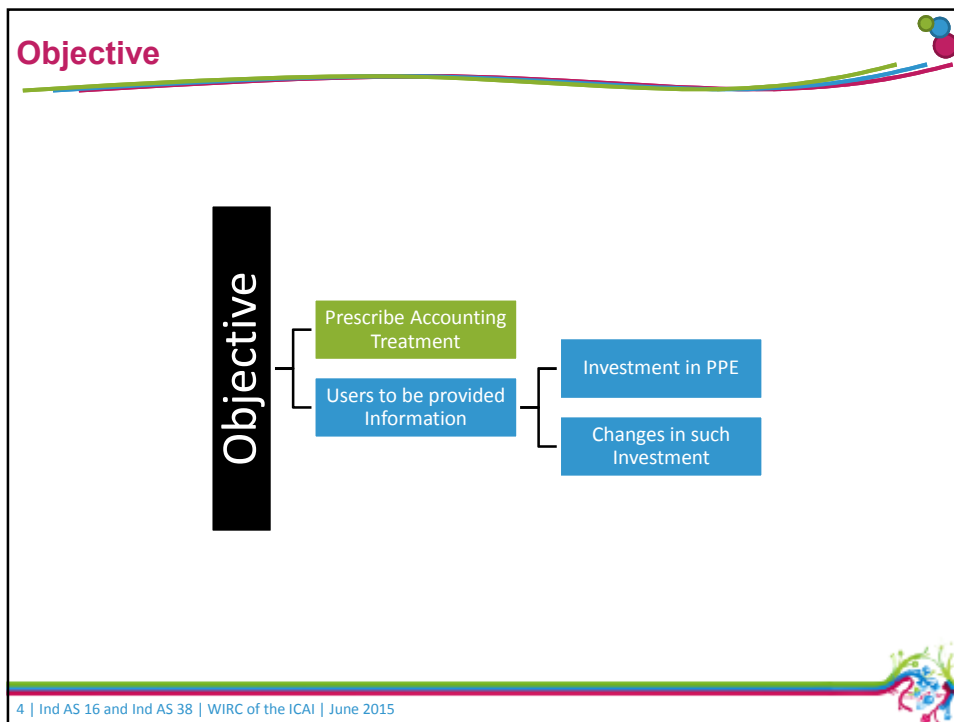 Objective
Objective
Prescribe Accounting
Treatment
Users to be provided
Information
Investment in PPE
Changes in such
Investment
4 | Ind AS 16 and Ind AS 38 | WIRC of the ICAI | June 2015